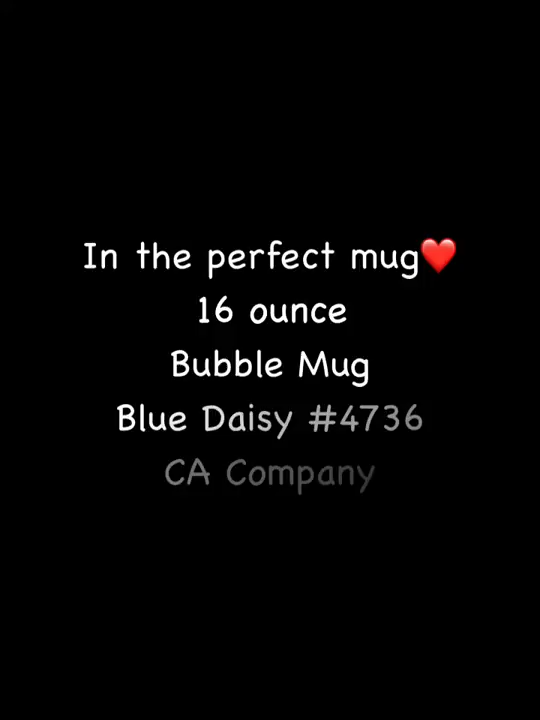 In the perfect mug❤️
16 ounce
Bubble Mug
Blue Daisy #4736
CA Company